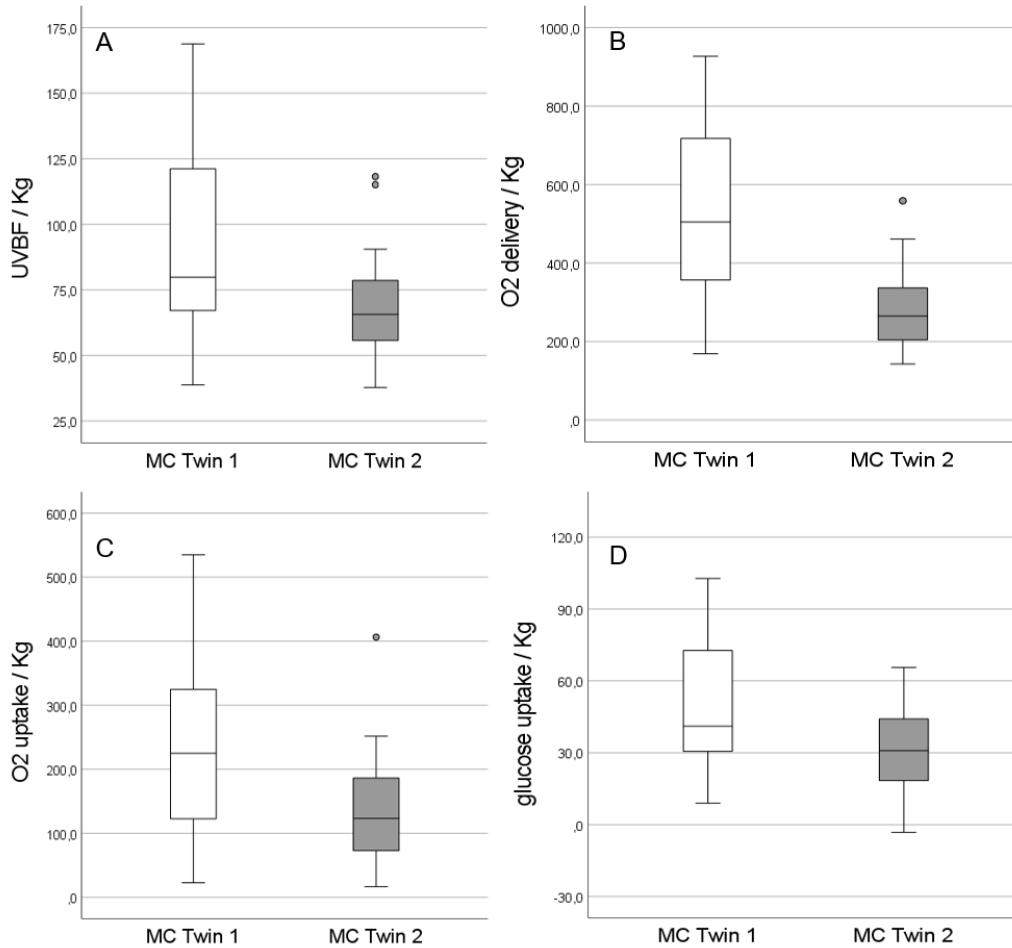 A
UVBF / Kg
175,0
150,0
125,0
100,0
75,0
50,0
25,0
MC Twin 1
MC Twin 2
B
O2 delivery / Kg
1000,0
800,0
600,0
400,0
200,0
,0
MC Twin 1
MC Twin 2
C
O2 uptake / Kg
600,0
500,0
400,0
300,0
200,0
100,0
,0
MC Twin 1
MC Twin 2
D
glucose uptake / Kg
120,0
90,0
60,0
30,0
,0
-30,0
MC Twin 1
MC Twin 2